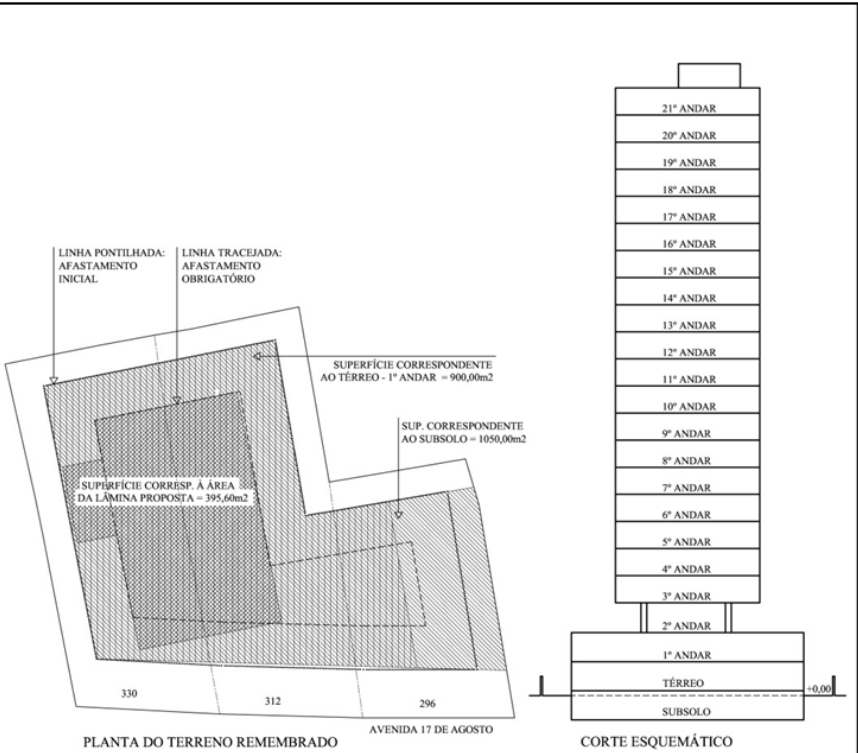 LINHA PONTILHADA:
AFASTAMENTO
INICIAL
LINHA TRACEJADA:
AFASTAMENTO
OBRIGATÓRIO
SUPERFÍCIE CORRESPONDENTE
AO TÉRREO - 1º ANDAR = 900,00m2
SUP. CORRESPONDENTE
AO SUBSOLO = 1050,00m2
SUPERFÍCIE CORRESP. À ÁREA
DA LÂMINA PROPOSTA = 395,60m2
330
312
296
AVENIDA 17 DE AGOSTO
PLANTA DO TERRENO REMEMBRADO
21º ANDAR
20º ANDAR
19º ANDAR
18º ANDAR
17º ANDAR
16º ANDAR
15º ANDAR
14º ANDAR
13º ANDAR
12º ANDAR
11º ANDAR
10º ANDAR
9º ANDAR
8º ANDAR
7º ANDAR
6º ANDAR
5º ANDAR
4º ANDAR
3º ANDAR
2º ANDAR
1º ANDAR
TÉRREO
+0,00
SUBSOLO
CORTE ESQUEMÁTICO